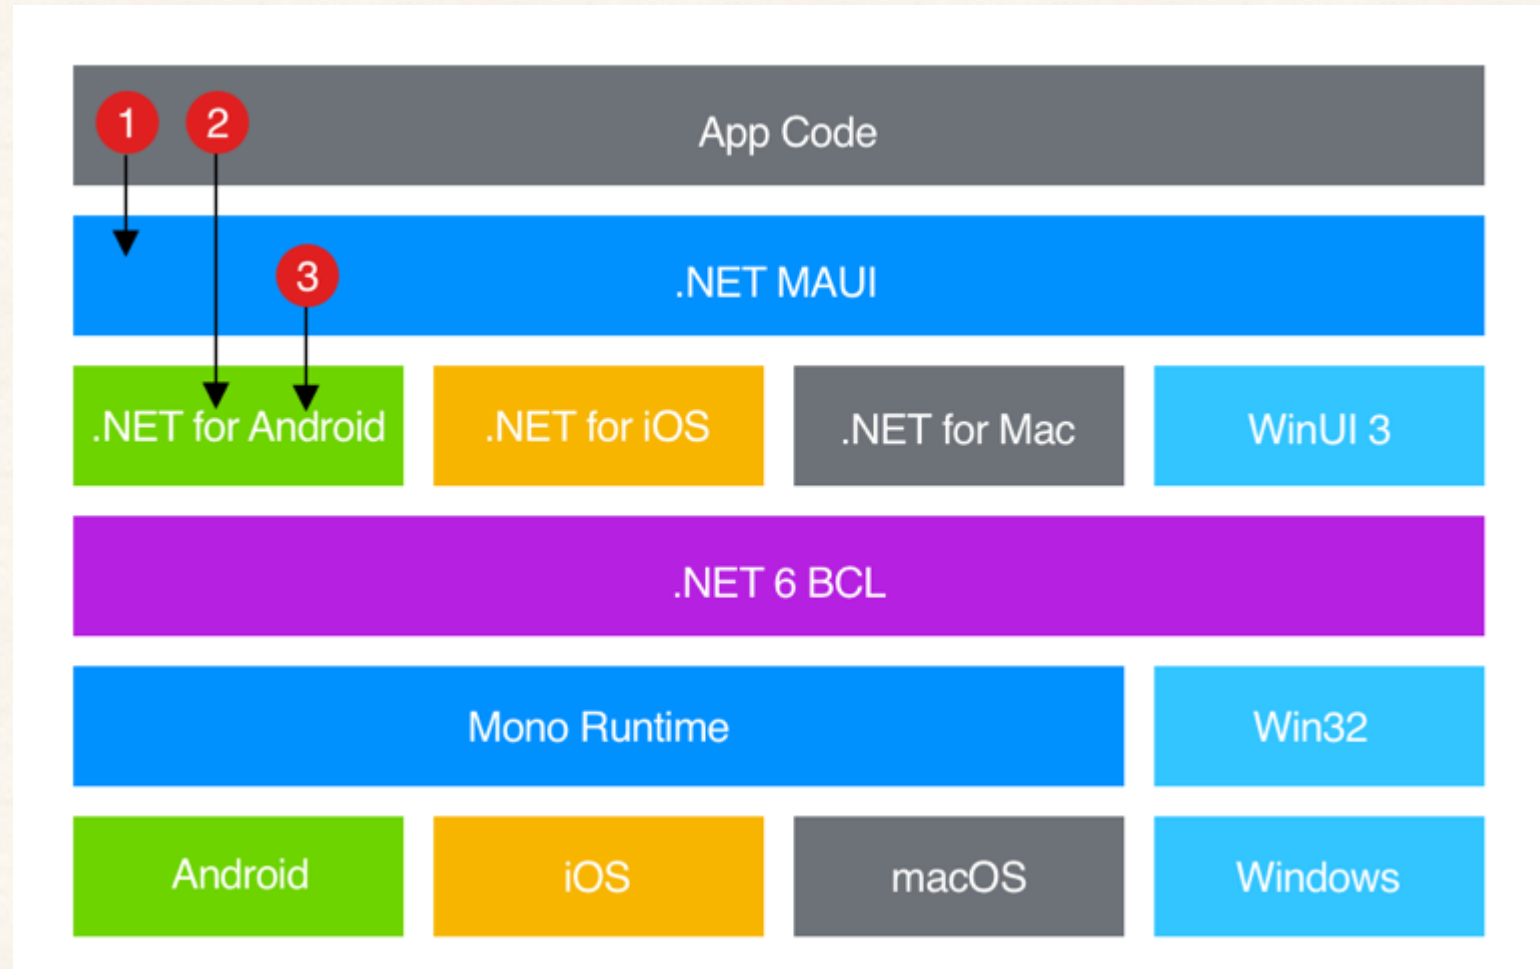 1 2 App Code
3 .NET MAUI
.NET for Android .NET for iOS .NET for Mac WinUI 3
.NET 6 BCL
Mono Runtime Win32
Android iOS macOS Windows